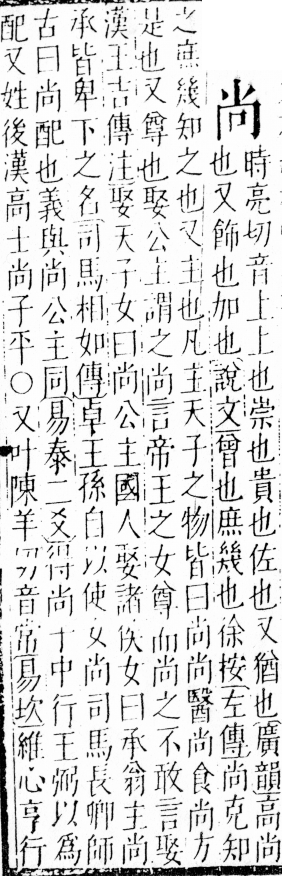 尚時亮切音上上也崇也貴也佐也又猶也廣韻高尚
也又飾也加也說文曾也庶幾也徐按左傳尚克知
之庶幾知之也又主也凡主天子之物皆曰尚尚醫尚食尚方
是也又尊也娶公主謂之尚言帝王之女尊而尚之不敢言娶
漢王吉傳注娶天子女曰尚公主國人娶諸侯女曰承翁主尚
承皆卑下之名司馬相如傳卓王孫自以使女尚司馬長卿師
古曰尚配也義與尚公主同易泰二爻得尚于中行王弼以為
配又姓後漢高士尚子平○又叶陳羊切音常易坎維心亨行